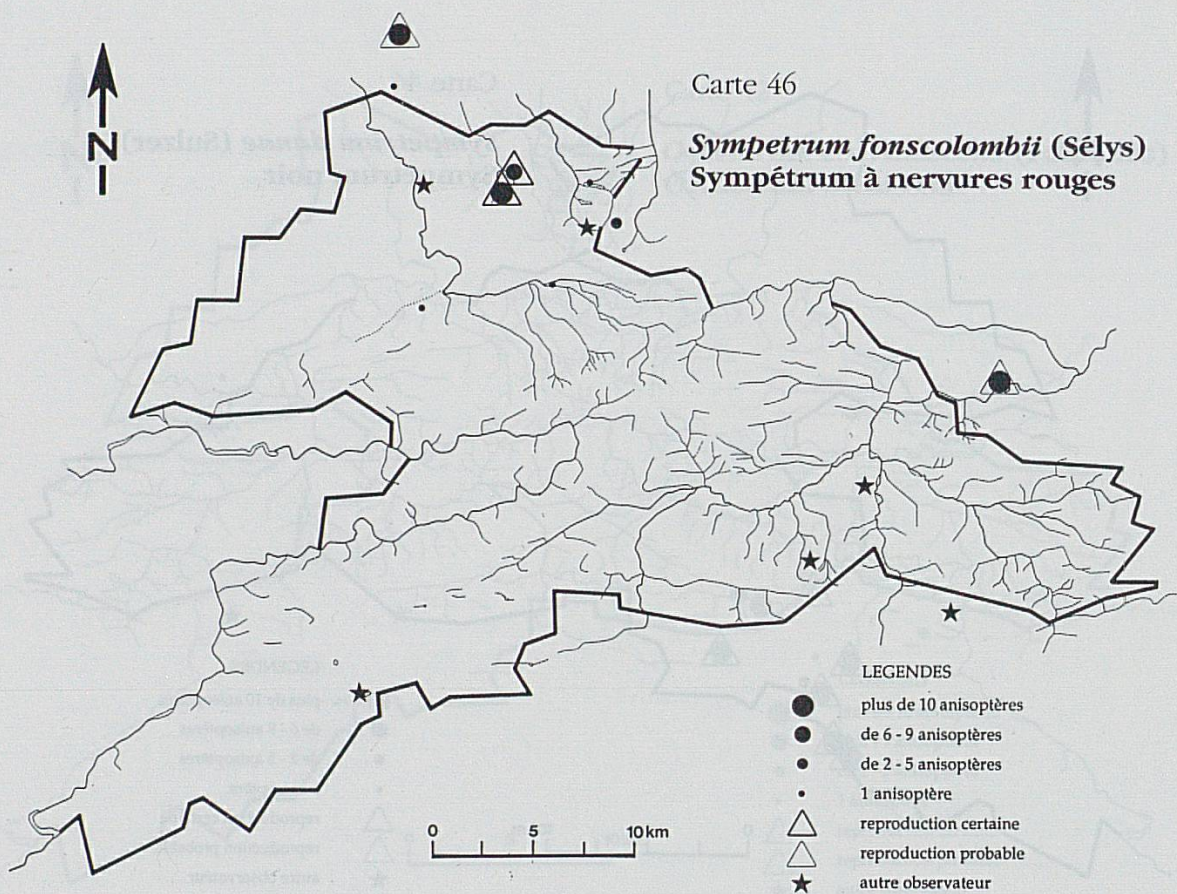 N
Carte 46
Sympetrum fonscolombii (Sélys)
Sympétrum à nervures rouges
LEGENDES
plus de 10 anisoptères
de 6 - 9 anisoptères
de 2 - 5 anisoptères
1 anisoptère
reproduction certaine
reproduction probable
autre observateur
0 5 10 km